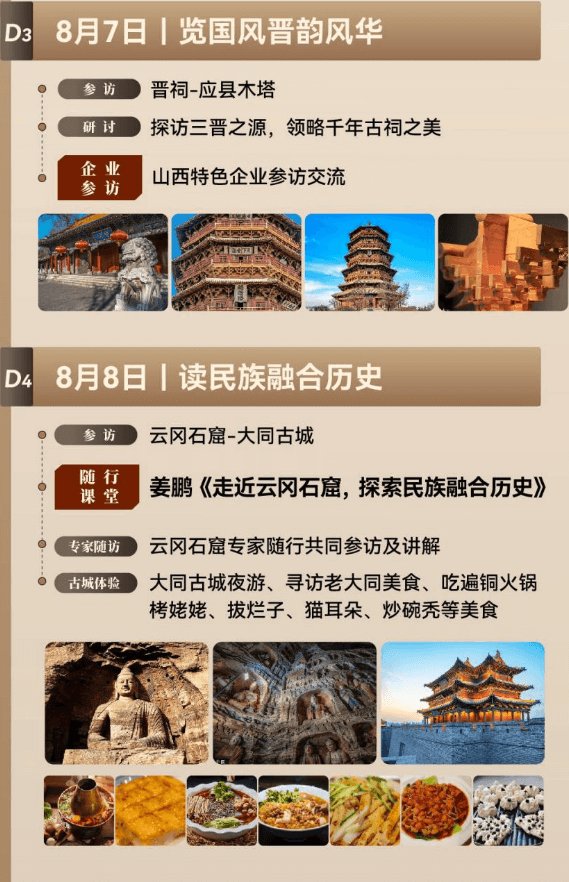 D3 8月7日丨览国风晋韵风华
参访 晋祠-应县木塔
研讨 探访三晋之源，领略千年古祠之美
企业
参访 山西特色企业参访交流
D4 8月8日丨读民族融合历史
参访 云冈石窟-大同古城
随行
课堂 姜鹏《走近云冈石窟，探索民族融合历史》
专家随访 云冈石窟专家随行共同参访及讲解
古城体验 大同古城夜游、寻访老大同美食、吃遍铜火锅
栲姥姥、拔烂子、猫耳朵、炒碗秃等美食